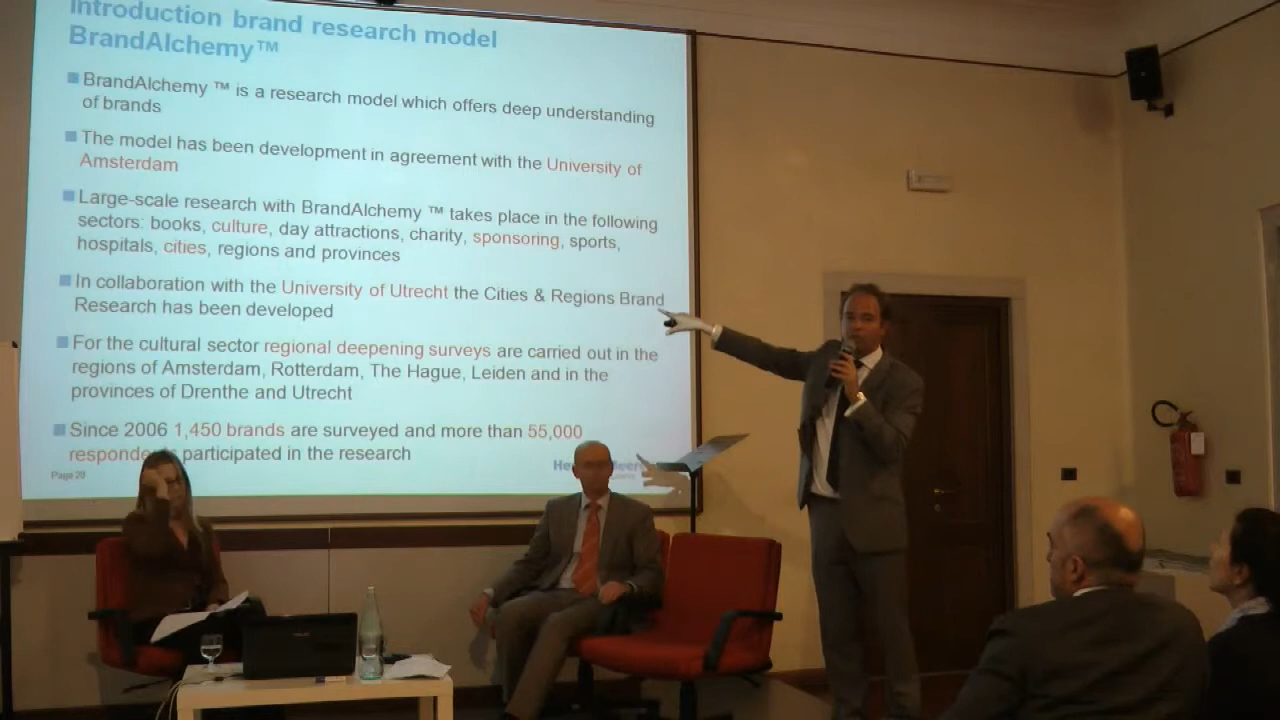 Introduction brand research model
BrandAlchemy™
BrandAlchemy ™ is a research model which offers deep understanding
of brands
The model has been development in agreement with the University of
Amsterdam
Large-scale research with BrandAlchemy ™ takes place in the following
sectors: books, culture, day attractions, charity, sponsoring, sports,
hospitals, cities, regions and provinces
In collaboration with the University of Utrecht the Cities & Regions Brand
Research has been developed
For the cultural sector regional deepening surveys are carried out in the
regions of Amsterdam, Rotterdam, The Hague, Leiden and in the
provinces of Drenthe and Utrecht
Since 2006 1,450 brands are surveyed and more than 55,000
respondents participated in the research